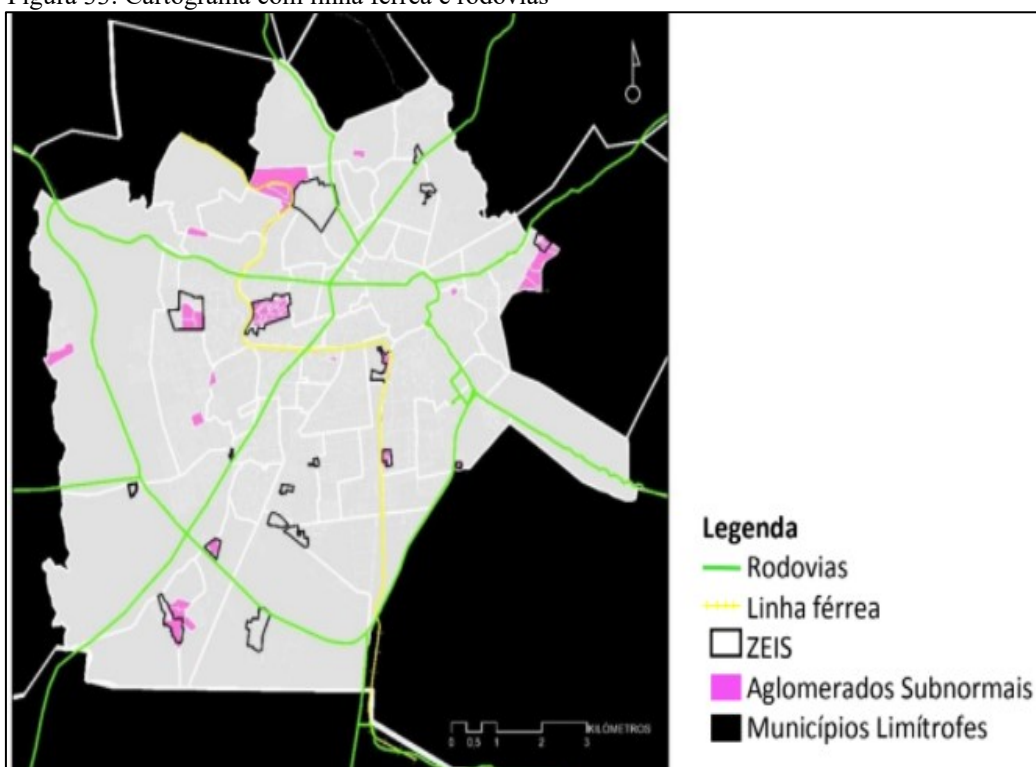 Figura 33: Cartograma com linha férrea e rodovias
KILÓMETROS
0 0,5 1 2 3
Legenda
Rodovias
Linha férrea
ZEIS
Aglomerados Subnormais
Municípios Limítrofes